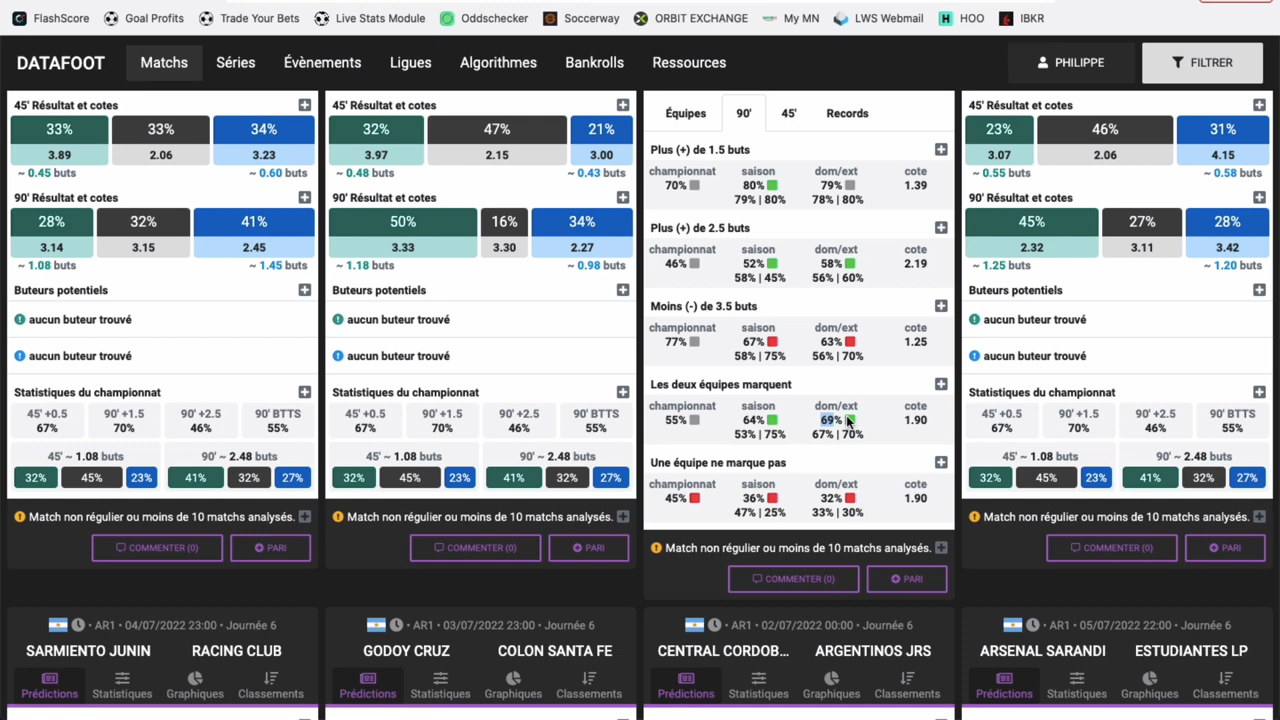 FlashScore Goal Profits Trade Your Bets Live Stats Module Oddschecker Soccerway ORBIT EXCHANGE My MN LWS Webmail HOO IBKR
DATAFOOT Matchs Séries Évènements Ligues Algorithmes Bankrolls Ressources PHILIPPE FILTRER
45' Résultat et cotes
33% 33% 34%
3.89 2.06 3.23
~ 0.45 buts ~ 0.60 buts
90' Résultat et cotes
28% 32% 41%
3.14 3.15 2.45
~ 1.08 buts ~ 1.45 buts
Buteurs potentiels
aucun buteur trouvé
aucun buteur trouvé
Statistiques du championnat
45' +0.5 90' +1.5 90' +2.5 90' BTTS
67% 70% 46% 55%
45' ~ 1.08 buts 90' ~ 2.48 buts
32% 45% 23% 41% 32% 27%
Match non régulier ou moins de 10 matchs analysés.
COMMENTER (0) PARI
45' Résultat et cotes
32% 47% 21%
3.97 2.15 3.00
~ 0.48 buts ~ 0.43 buts
90' Résultat et cotes
50% 16% 34%
3.33 3.30 2.27
~ 1.18 buts ~ 0.98 buts
Buteurs potentiels
aucun buteur trouvé
aucun buteur trouvé
Statistiques du championnat
45' +0.5 90' +1.5 90' +2.5 90' BTTS
67% 70% 46% 55%
45' ~ 1.08 buts 90' ~ 2.48 buts
32% 45% 23% 41% 32% 27%
Match non régulier ou moins de 10 matchs analysés.
COMMENTER (0) PARI
Équipes 90' 45' Records
Plus (+) de 1.5 buts
championnat saison dom/ext cote
70% 80% 79% 1.39
79% | 80% 78% | 80%
Plus (+) de 2.5 buts
championnat saison dom/ext cote
46% 52% 58% 2.19
58% | 45% 56% | 60%
Moins (-) de 3.5 buts
championnat saison dom/ext cote
77% 67% 63% 1.25
58% | 75% 56% | 70%
Les deux équipes marquent
championnat saison dom/ext cote
55% 64% 69% 1.90
53% | 75% 67% | 70%
Une équipe ne marque pas
championnat saison dom/ext cote
45% 36% 32% 1.90
47% | 25% 33% | 30%
Match non régulier ou moins de 10 matchs analysés.
COMMENTER (0) PARI
45' Résultat et cotes
23% 46% 31%
3.07 2.06 4.15
~ 0.55 buts ~ 0.58 buts
90' Résultat et cotes
45% 27% 28%
2.32 3.11 3.42
~ 1.25 buts ~ 1.20 buts
Buteurs potentiels
aucun buteur trouvé
aucun buteur trouvé
Statistiques du championnat
45' +0.5 90' +1.5 90' +2.5 90' BTTS
67% 70% 46% 55%
45' ~ 1.08 buts 90' ~ 2.48 buts
32% 45% 23% 41% 32% 27%
Match non régulier ou moins de 10 matchs analysés.
COMMENTER (0) PARI
• AR1 • 04/07/2022 23:00 • Journée 6
SARMIENTO JUNIN RACING CLUB
Prédictions Statistiques Graphiques Classements
• AR1 • 03/07/2022 23:00 • Journée 6
GODOY CRUZ COLON SANTA FE
Prédictions Statistiques Graphiques Classements
• AR1 • 02/07/2022 00:00 • Journée 6
CENTRAL CORDOB... ARGENTINOS JRS
Prédictions Statistiques Graphiques Classements
• AR1 • 05/07/2022 22:00 • Journée 6
ARSENAL SARANDI ESTUDIANTES LP
Prédictions Statistiques Graphiques Classements